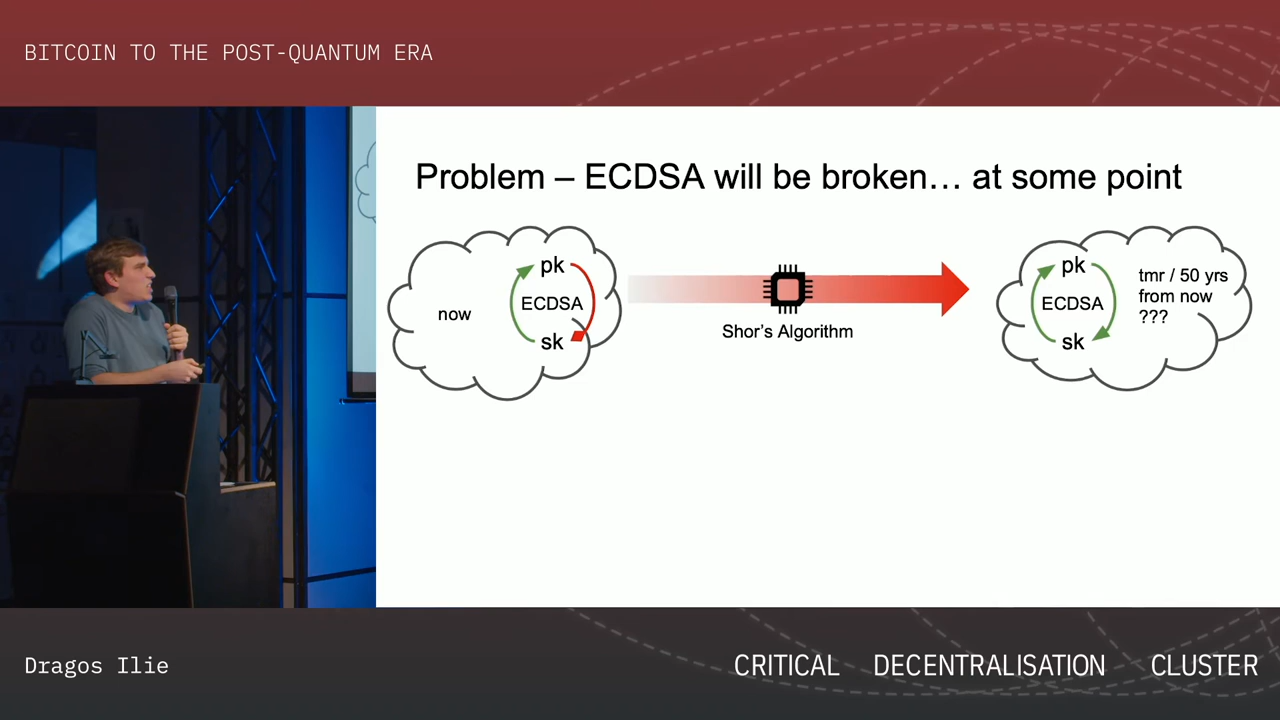 BITCOIN TO THE POST-QUANTUM ERA
Problem – ECDSA will be broken… at some point
now
pk
ECDSA
sk
Shor's Algorithm
pk
ECDSA
sk
tmr / 50 yrs
from now
???
Dragos Ilie
CRITICAL DECENTRALISATION CLUSTER